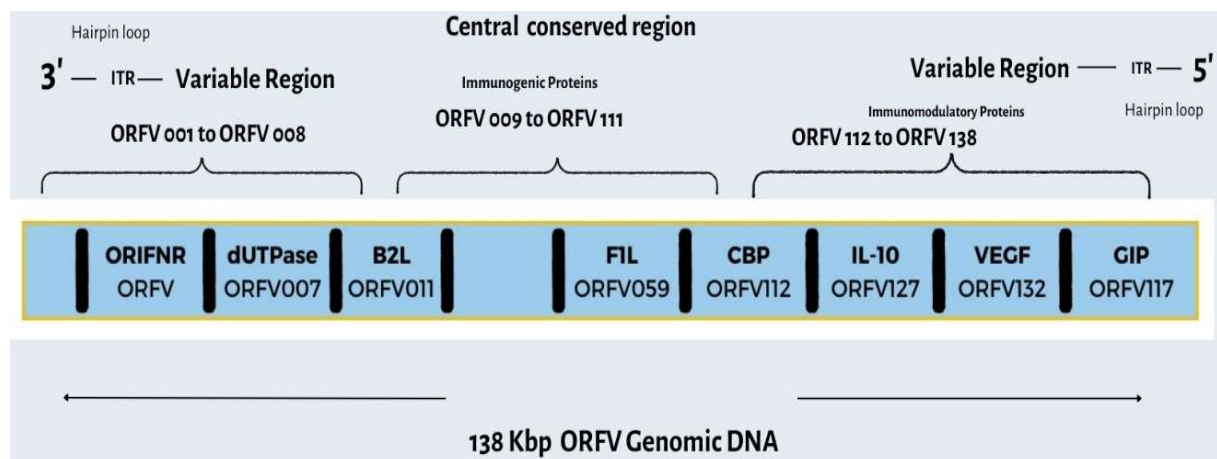 Hairpin loop
3' — ITR — Variable Region
ORFV 001 to ORFV 008
Central conserved region
Immunogenic Proteins
ORFV 009 to ORFV 111
Variable Region — ITR — 5'
Hairpin loop
Immunomodulatory Proteins
ORFV 112 to ORFV 138
ORIFNR
ORFV
dUTPase
ORFV007
B2L
ORFV011
F1L
ORFV059
CBP
ORFV112
IL-10
ORFV127
VEGF
ORFV132
GIP
ORFV117
138 Kbp ORFV Genomic DNA